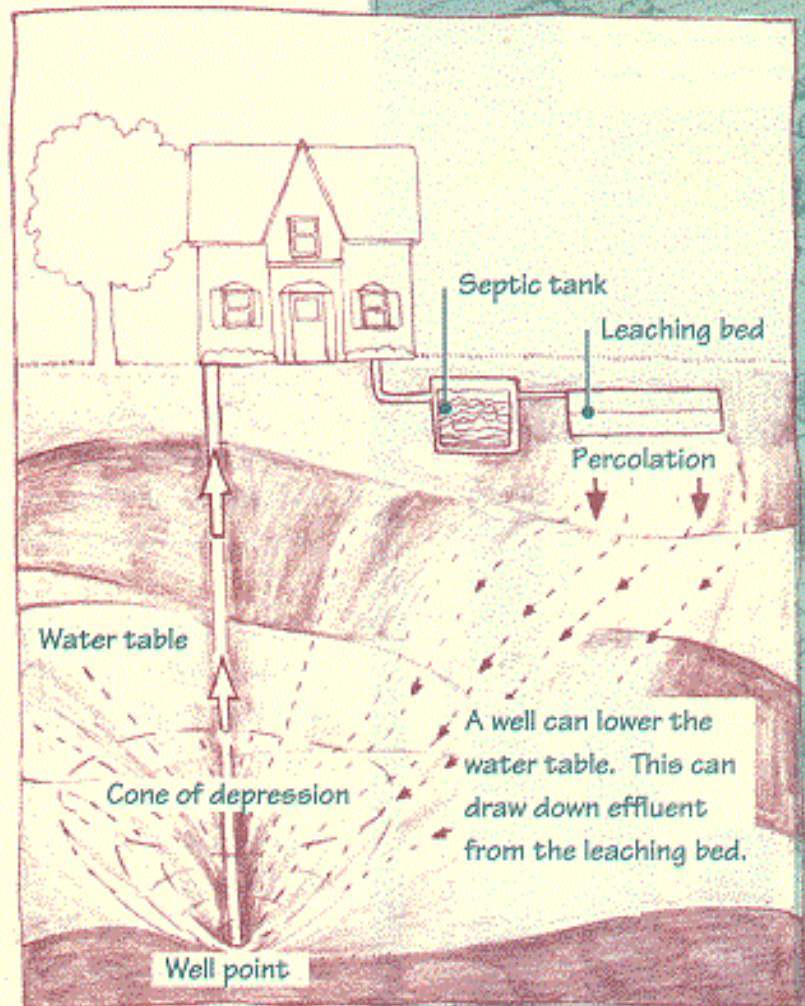 Septic tank
Leaching bed
Percolation
Water table
A well can lower the
water table. This can
draw down effluent
from the leaching bed.
Cone of depression
Well point